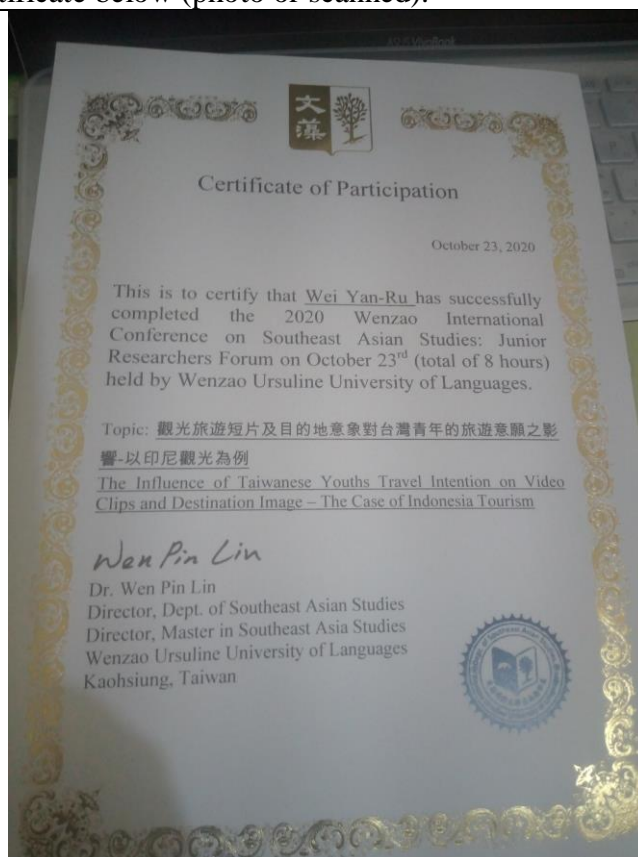 tificate below (photo or scanned).
文
藻
Certificate of Participation
October 23, 2020
This is to certify that Wei Yan-Ru has successfully
completed the 2020 Wenzao International
Conference on Southeast Asian Studies: Junior
Researchers Forum on October 23rd (total of 8 hours)
held by Wenzao Ursuline University of Languages.
Topic: 觀光旅遊短片及目的地意象對台灣青年的旅遊意願之影
響-以印尼觀光為例
The Influence of Taiwanese Youths Travel Intention on Video
Clips and Destination Image – The Case of Indonesia Tourism
Wen Pin Lin
Dr. Wen Pin Lin
Director, Dept. of Southeast Asian Studies
Director, Master in Southeast Asia Studies
Wenzao Ursuline University of Languages
Kaohsiung, Taiwan